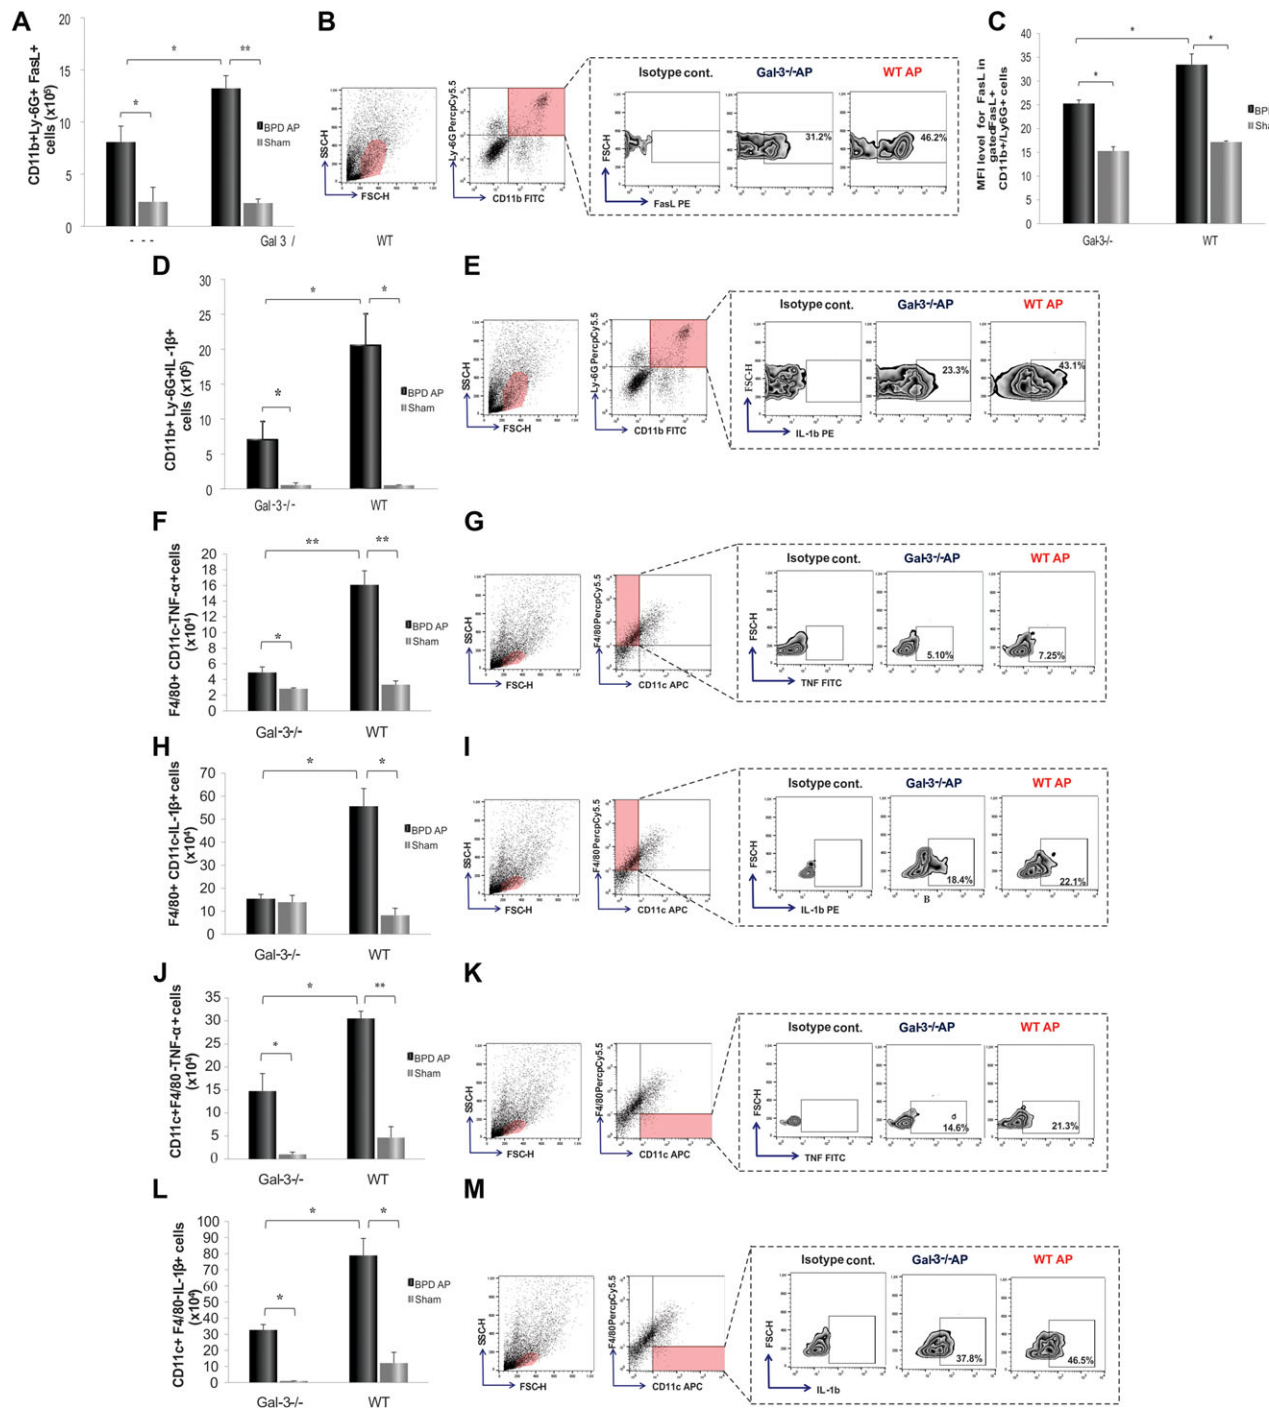 A
CD11b+Ly-6G+ FasL+
cells (x10⁵)
20
15
10
5
0
*
*
**
BPD AP
Sham
- - -
Gal 3 /
WT
B
SSC-H
FSC-H
Ly-6G PercpCy5.5
CD11b FITC
Isotype cont.
Gal-3-/-AP
WT AP
31.2%
46.2%
FSC-H
FasL PE
C
MFI level for FasL in
gatedFasL+
CD11b+/Ly6G+ cells
40
35
30
25
20
15
10
5
0
*
*
*
BP
Sh
Gal-3-/-
WT
D
CD11b+ Ly-6G+IL-1β+
cells (x10⁵)
30
25
20
15
10
5
0
*
*
*
BPD AP
Sham
Gal-3-/-
WT
E
SSC-H
FSC-H
Ly-6G PercpCy5.5
CD11b FITC
Isotype cont.
Gal-3-/-AP
WT AP
23.3%
43.1%
FSC-H
IL-1b PE
F
F4/80+ CD11c-TNF-α+cells
(x10⁴)
20
18
16
14
12
10
8
6
4
2
0
**
**
*
BPD AP
Sham
Gal-3-/-
WT
G
SSC-H
FSC-H
F4/80PercpCy5.5
CD11c APC
Isotype cont.
Gal-3-/-AP
WT AP
5.10%
7.25%
FSC-H
TNF FITC
H
F4/80+ CD11c-IL-1β+cells
(x10⁴)
70
60
50
40
30
20
10
0
*
*
BPD AP
Sham
Gal-3-/-
WT
I
SSC-H
FSC-H
F4/80PercpCy5.5
CD11c APC
Isotype cont.
Gal-3-/-AP
WT AP
18.4%
22.1%
FSC-H
IL-1b PE
B
J
CD11c+F4/80-TNF-α+cells
(x10⁴)
35
30
25
20
15
10
5
0
*
**
*
BPD AP
Sham
Gal-3-/-
WT
K
SSC-H
FSC-H
F4/80PercpCy5.5
CD11c APC
Isotype cont.
Gal-3-/-AP
WT AP
14.6%
21.3%
FSC-H
TNF FITC
L
CD11c+ F4/80-IL-1β+ cells
(x10⁴)
100
90
80
70
60
50
40
30
20
10
0
*
*
*
BPD AP
Sham
Gal-3-/-
WT
M
SSC-H
FSC-H
F4/80PercpCy5.5
CD11c APC
Isotype cont.
Gal-3-/-AP
WT AP
37.8%
46.5%
FSC-H
IL-1b